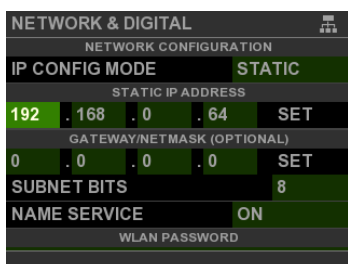 NETWORK & DIGITAL
NETWORK CONFIGURATION
IP CONFIG MODE STATIC
STATIC IP ADDRESS
192 . 168 . 0 . 64 SET
GATEWAY/NETMASK (OPTIONAL)
0 . 0 . 0 . 0 SET
SUBNET BITS 8
NAME SERVICE ON
WLAN PASSWORD